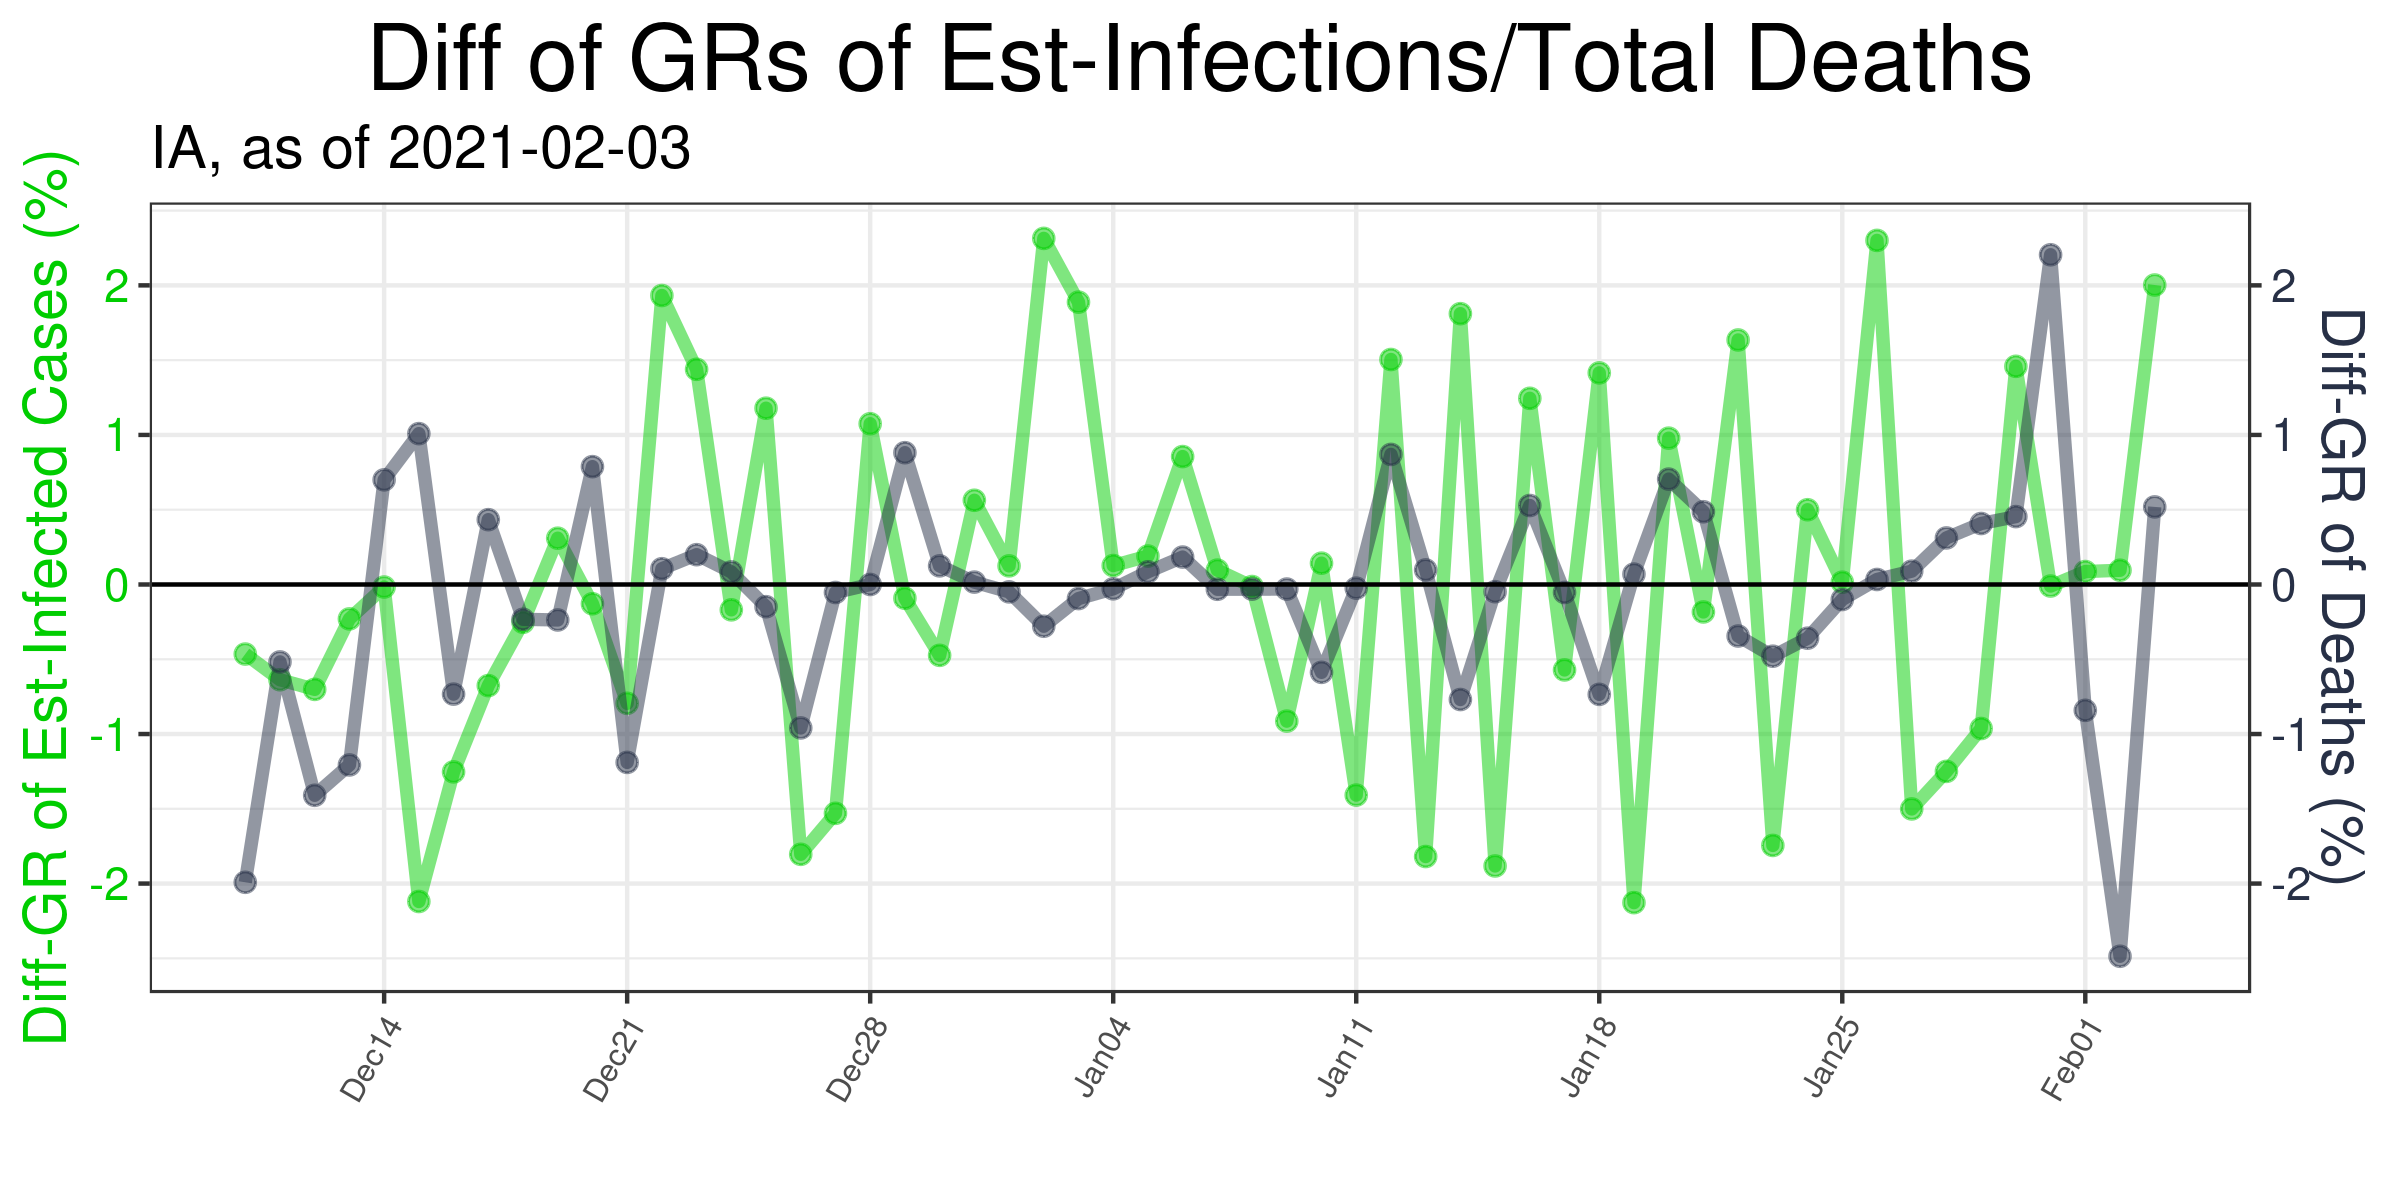 Diff of GRs of Est-Infections/Total Deaths
IA, as of 2021-02-03
Diff-GR of Est-Infected Cases (%)
2
1
0
-1
-2
2
1
0
-1
-2
Diff-GR of Deaths (%)
Dec14
Dec21
Dec28
Jan04
Jan11
Jan18
Jan25
Feb01